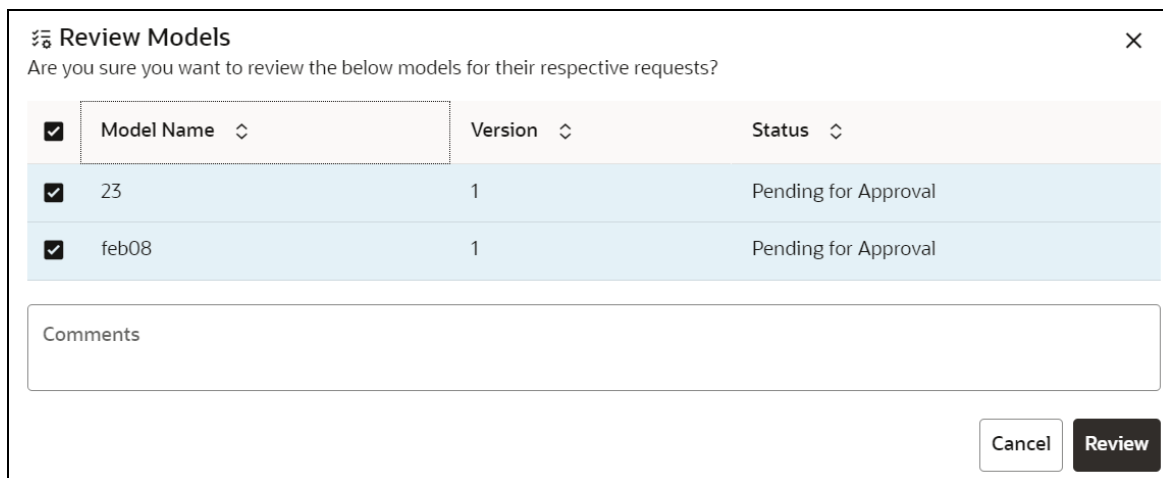 Review Models
Are you sure you want to review the below models for their respective requests?
Model Name Version Status
23 1 Pending for Approval
feb08 1 Pending for Approval
Comments
Cancel Review